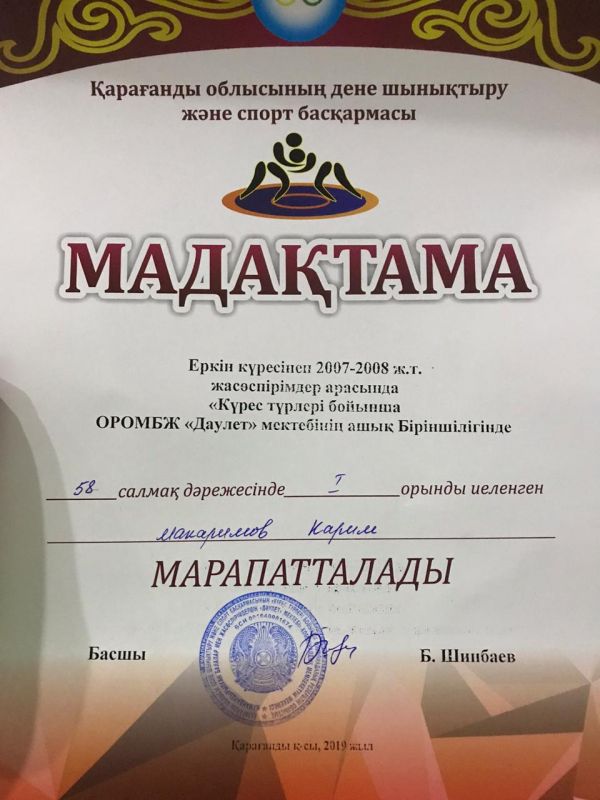 Қарағанды облысының дене шынықтыру
және спорт басқармасы
МАДАҚТАМА
Еркін күресінен 2007-2008 ж.т.
жасөспірімдер арасында
«Күрес түрлері бойынша
ОРОМБЖ «Даулет» мектебінің ашық Біріншілігінде
58 салмақ дәрежесінде I орынды иеленген
Макаримов Карим
МАРАПАТТАЛАДЫ
Басшы Б. Шинбаев
Қарағанды қ-сы, 2019 жыл